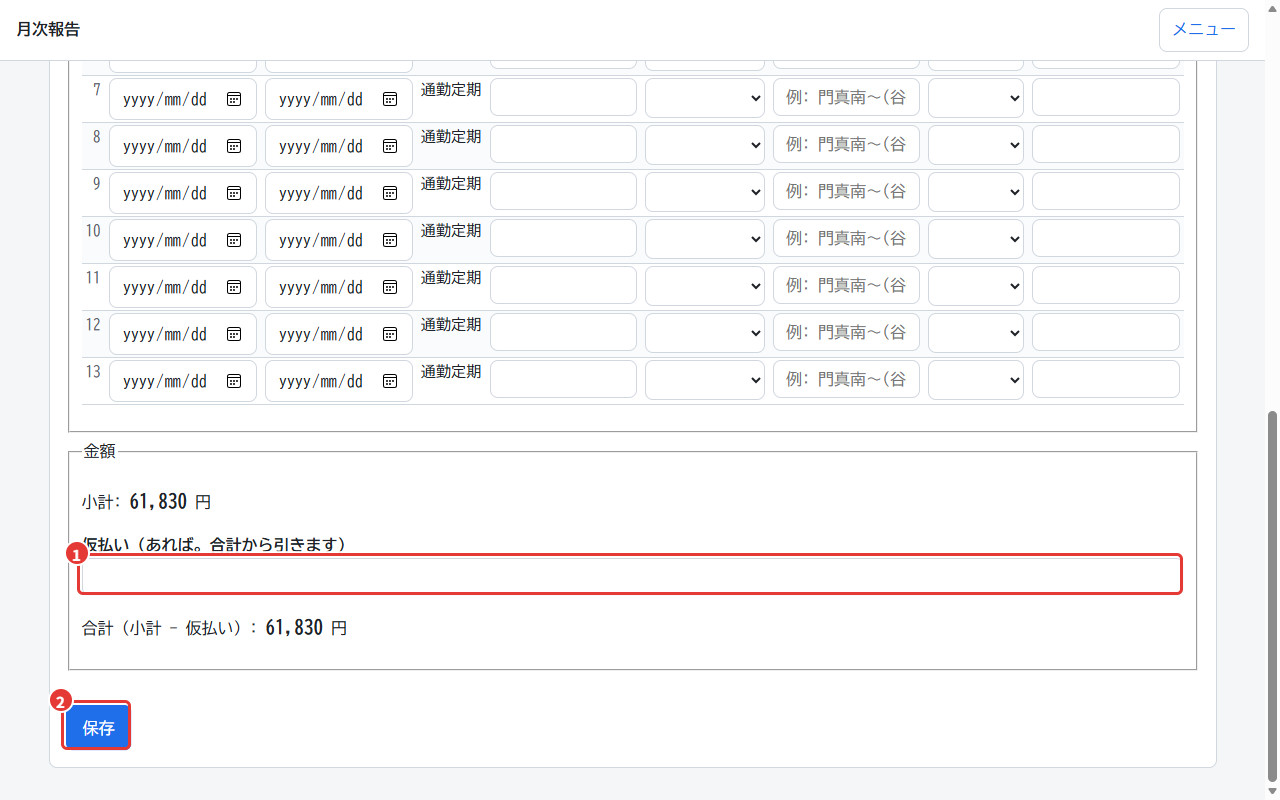 月次報告
メニュー
7 yyyy/mm/dd yyyy/mm/dd 通勤定期 例: 門真南～(谷
8 yyyy/mm/dd yyyy/mm/dd 通勤定期 例: 門真南～(谷
9 yyyy/mm/dd yyyy/mm/dd 通勤定期 例: 門真南～(谷
10 yyyy/mm/dd yyyy/mm/dd 通勤定期 例: 門真南～(谷
11 yyyy/mm/dd yyyy/mm/dd 通勤定期 例: 門真南～(谷
12 yyyy/mm/dd yyyy/mm/dd 通勤定期 例: 門真南～(谷
13 yyyy/mm/dd yyyy/mm/dd 通勤定期 例: 門真南～(谷
金額
小計: 61,830 円
仮払い（あれば。合計から引きます）
1
合計（小計 − 仮払い）: 61,830 円
2
保存